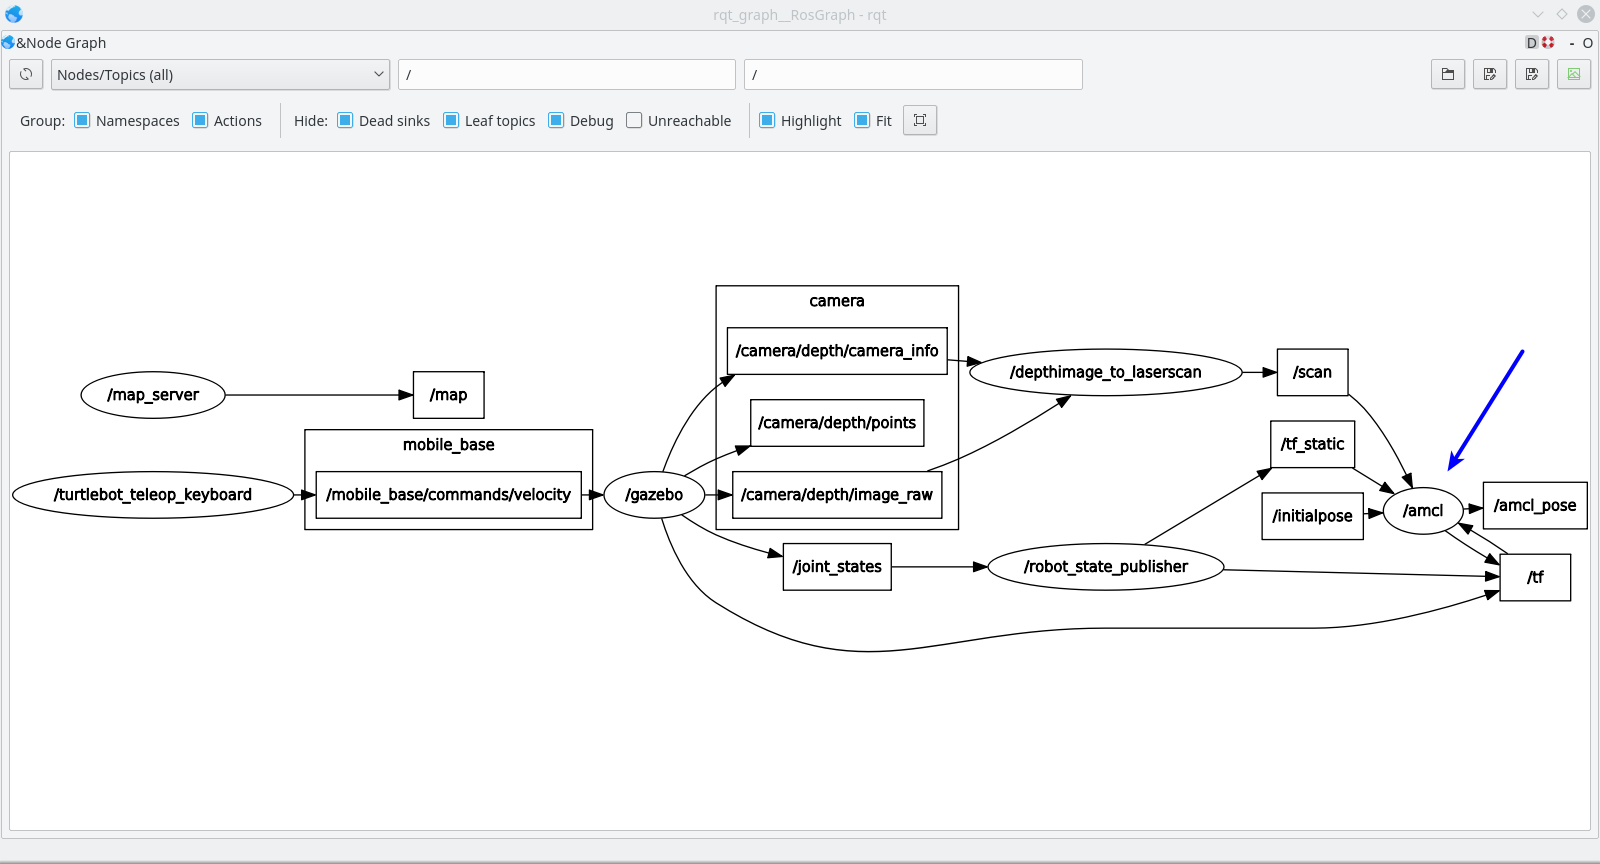 rqt_graph__RosGraph - rqt
&Node Graph
D - O
Nodes/Topics (all) / /
Group: Namespaces Actions Hide: Dead sinks Leaf topics Debug Unreachable Highlight Fit
camera
/camera/depth/camera_info
/depthimage_to_laserscan
/scan
/map_server
/map
/camera/depth/points
mobile_base
/tf_static
/turtlebot_teleop_keyboard
/mobile_base/commands/velocity
/gazebo
/camera/depth/image_raw
/initialpose
/amcl
/amcl_pose
/joint_states
/robot_state_publisher
/tf